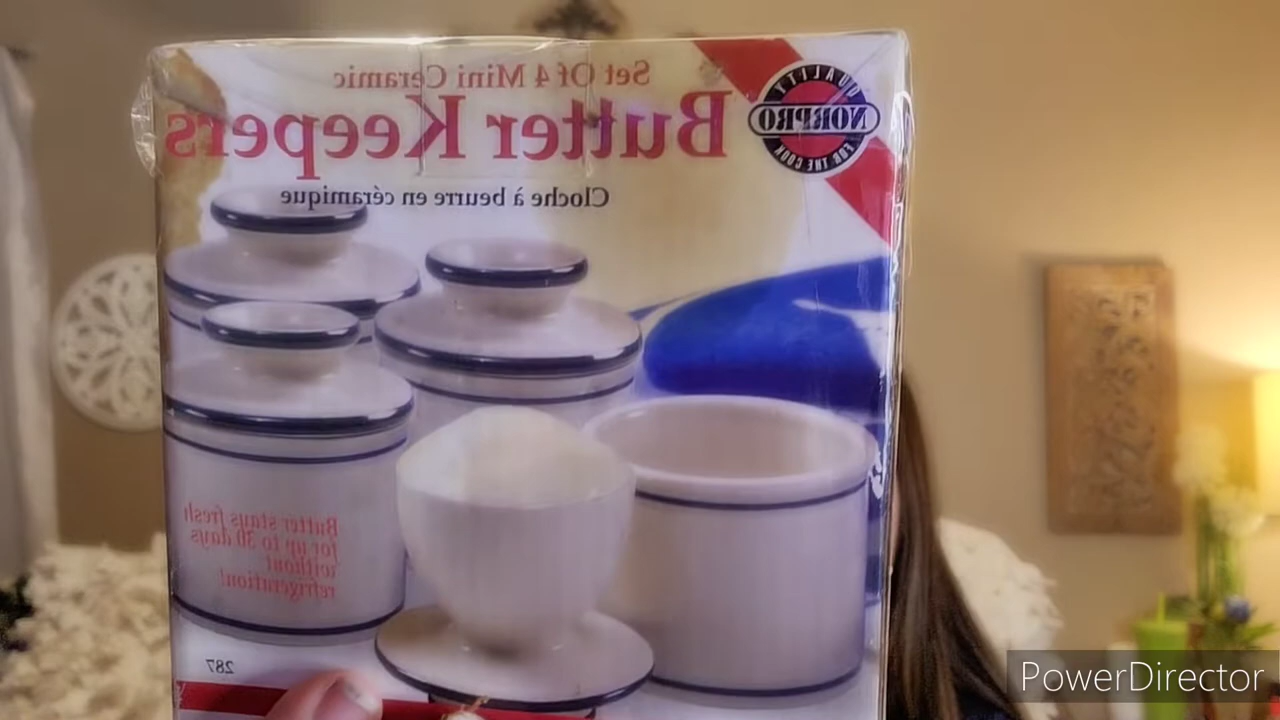 Set Of 4 Mini Ceramic
Butter Keepers
Cloche à beurre en céramique
QUALITY
NORPRO
FOR THE COOK
Butter stays fresh
for up to 30 days
without
refrigeration!
287
PowerDirector